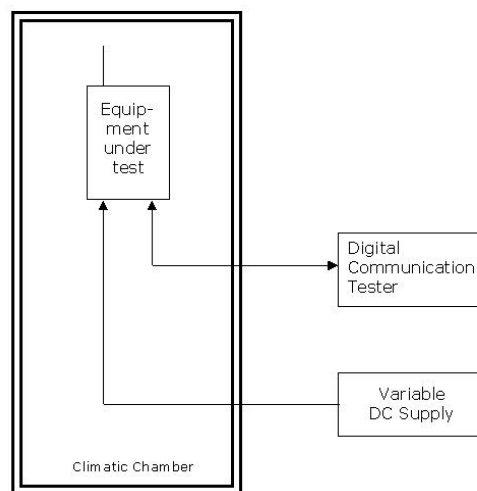 Equip-
ment
under
test
Digital
Communication
Tester
Variable
DC Supply
Climatic Chamber